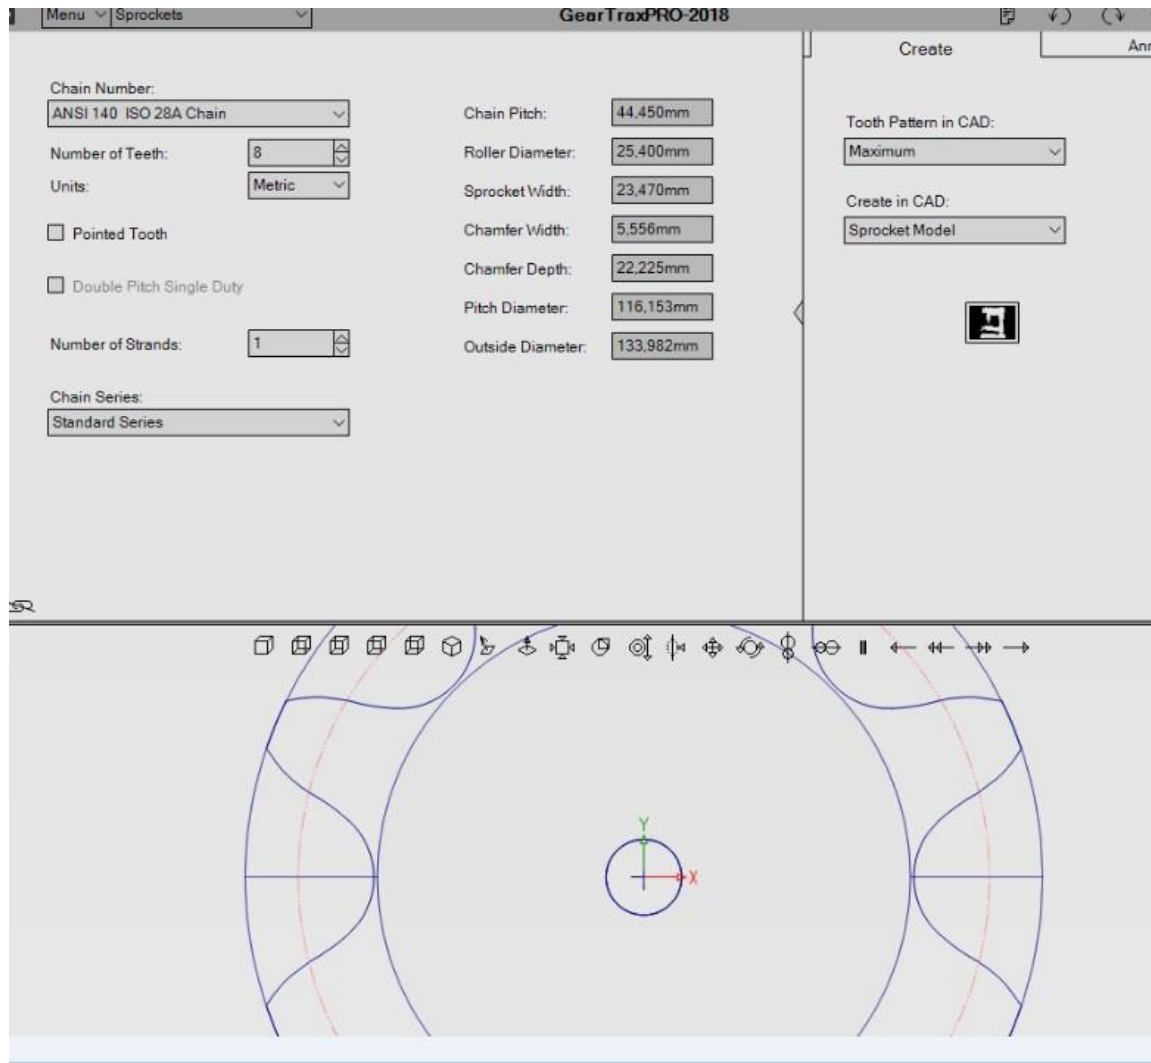 Menu Sprockets GearTraxPRO-2018
Create
Chain Number:
ANSI 140 ISO 28A Chain
Number of Teeth: 8
Units: Metric
Pointed Tooth
Double Pitch Single Duty
Number of Strands: 1
Chain Series:
Standard Series
Chain Pitch: 44,450mm
Roller Diameter: 25,400mm
Sprocket Width: 23,470mm
Chamfer Width: 5,556mm
Chamfer Depth: 22,225mm
Pitch Diameter: 116,153mm
Outside Diameter: 133,982mm
Tooth Pattern in CAD:
Maximum
Create in CAD:
Sprocket Model
Y
X